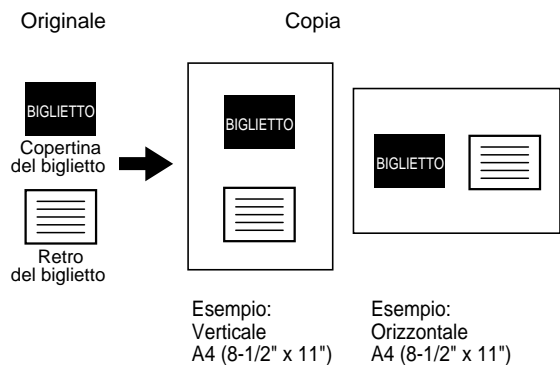 Originale
Copia
BIGLIETTO
Copertina
del biglietto
Retro
del biglietto
BIGLIETTO
BIGLIETTO
Esempio:
Verticale
A4 (8-1/2" x 11")
Esempio:
Orizzontale
A4 (8-1/2" x 11")